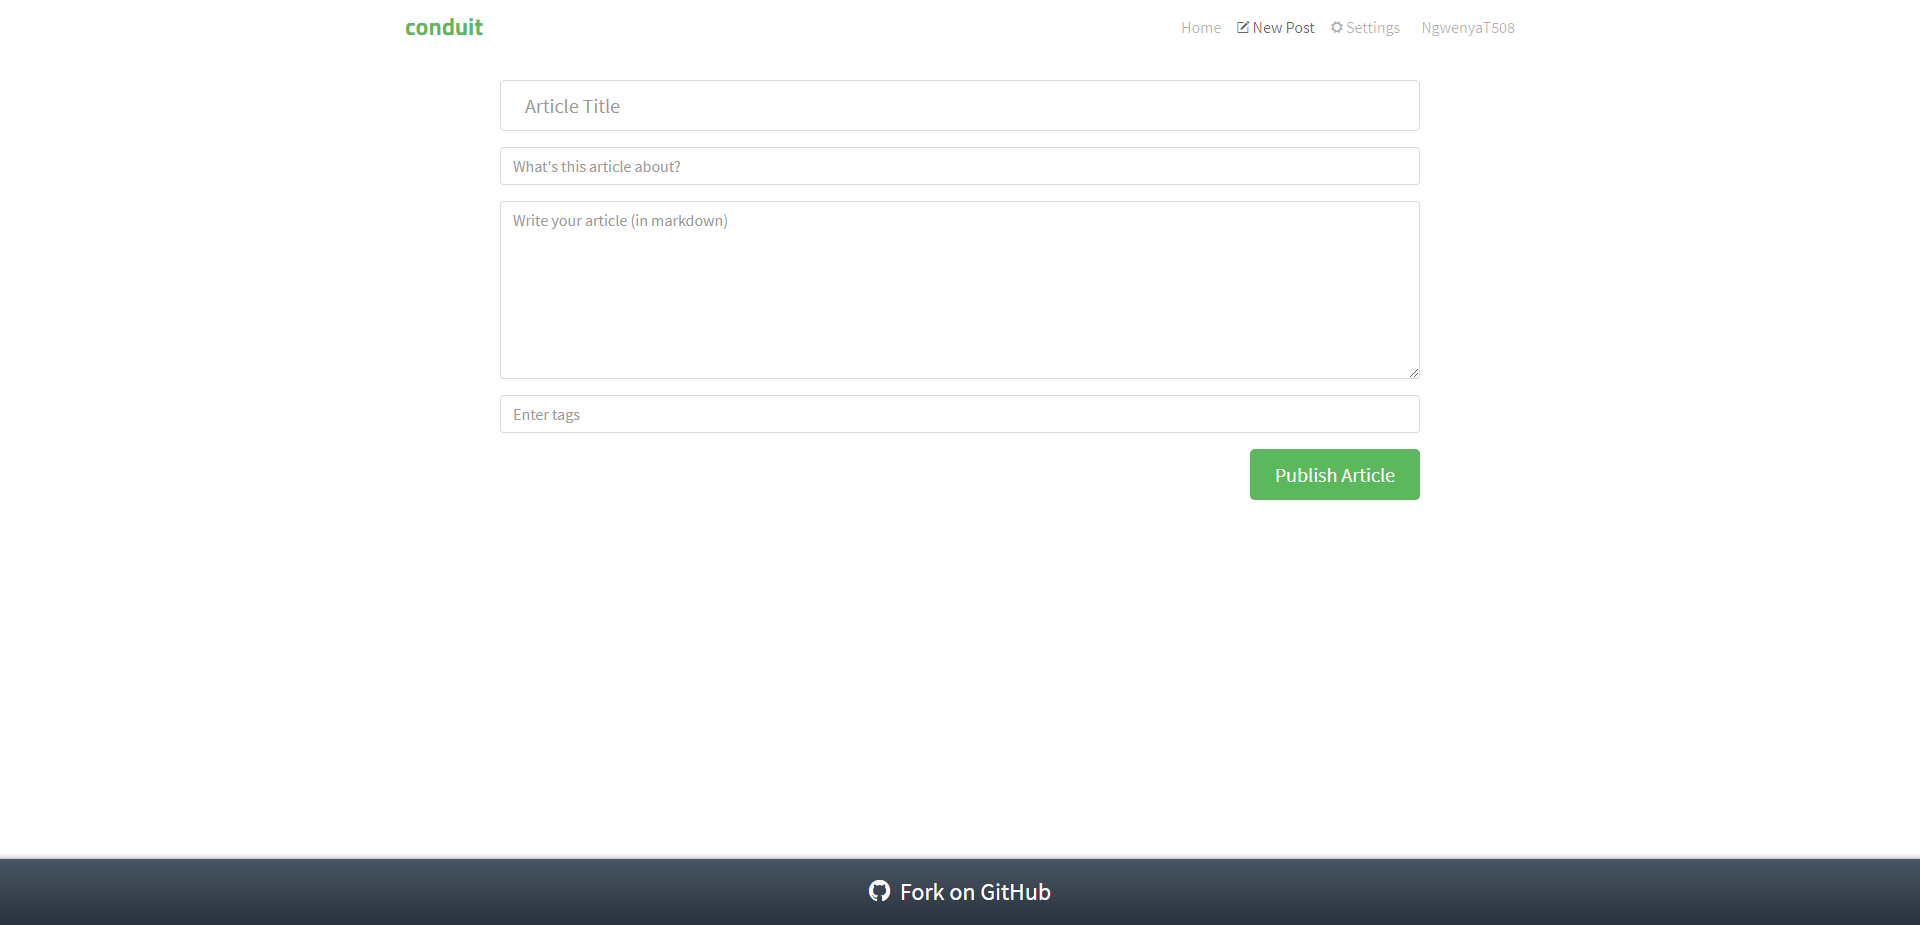 conduit
Home New Post Settings NgwenyaT508
Article Title
What's this article about?
Write your article (in markdown)
Enter tags
Publish Article
Fork on GitHub